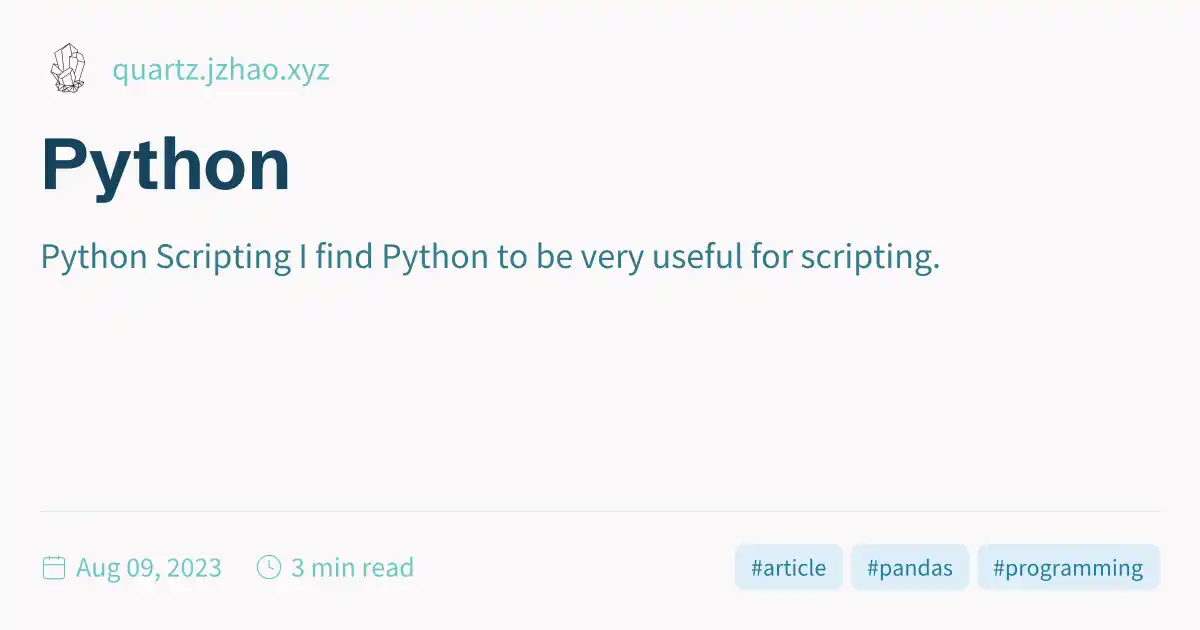 quartz.jzhao.xyz
Python
Python Scripting I find Python to be very useful for scripting.
Aug 09, 2023 3 min read #article #pandas #programming